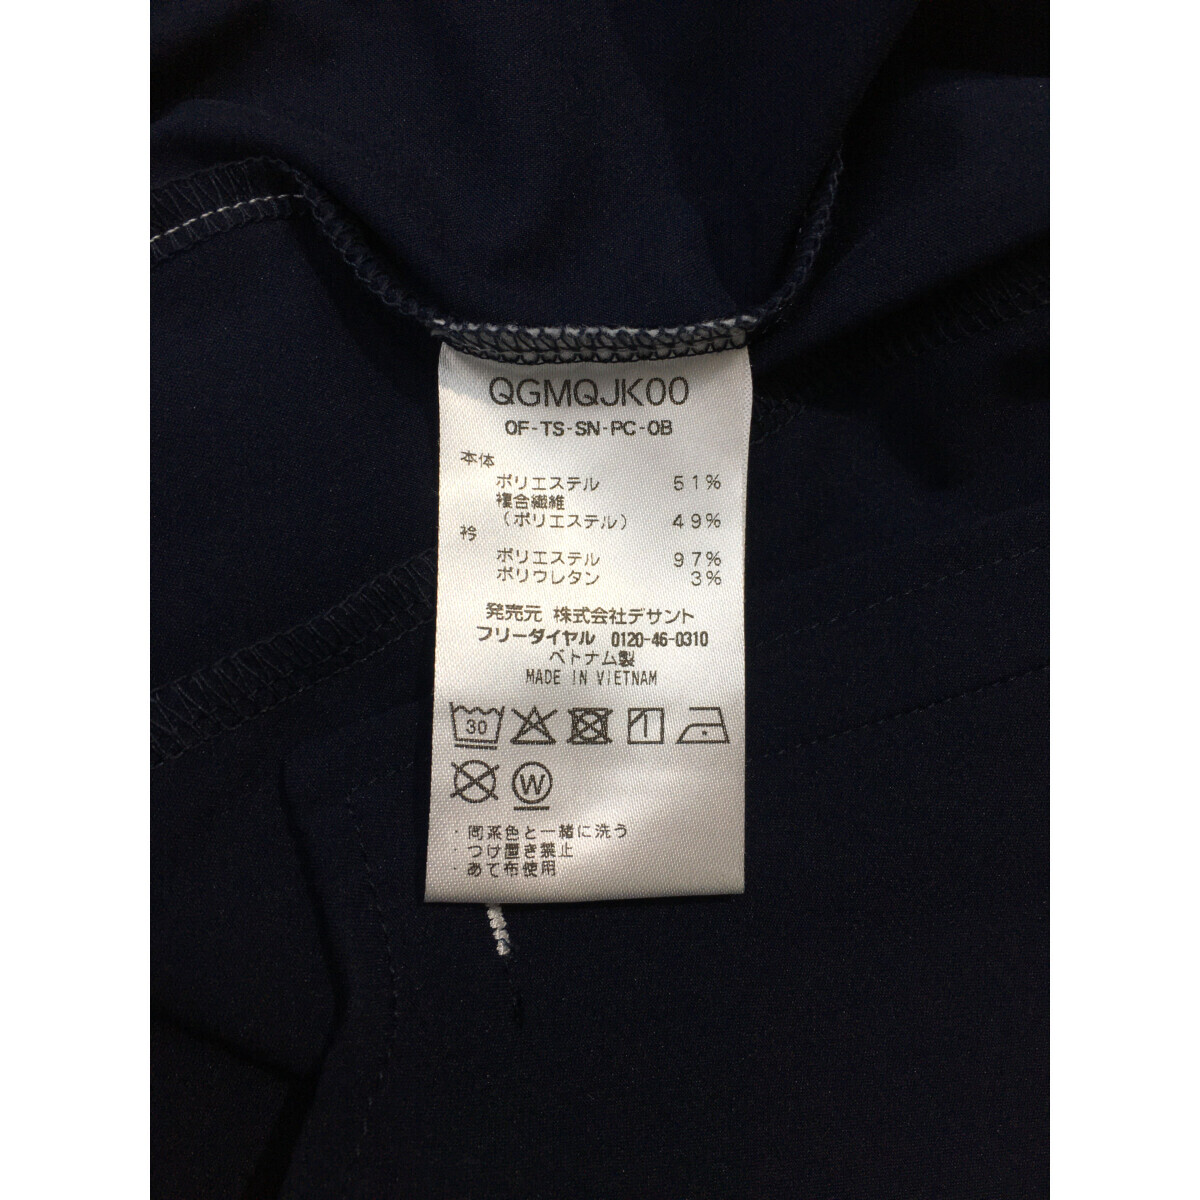 QGMQJK00
OF-TS-SN-PC-0B
本体
ポリエステル 51%
複合繊維
(ポリエステル) 49%
衿
ポリエステル 97%
ポリウレタン 3%
発売元 株式会社デサント
フリーダイヤル 0120-46-0310
ベトナム製
MADE IN VIETNAM
30
W
・同系色と一緒に洗う
・つけ置き禁止
・あて布使用